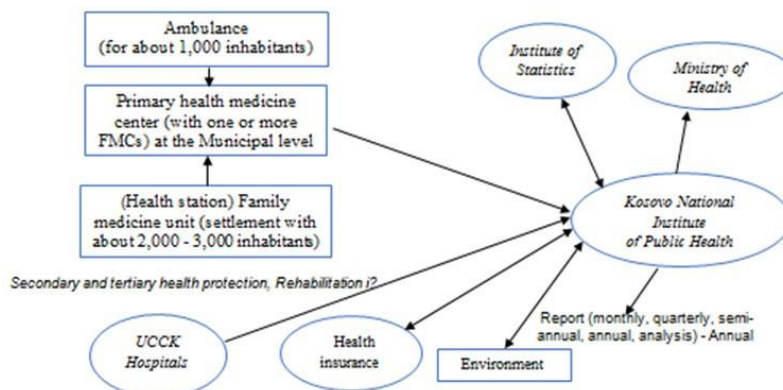 Ambulance
(for about 1,000 inhabitants)
Primary health medicine
center (with one or more
FMCs) at the Municipal level
(Health station) Family
medicine unit (settlement with
about 2,000 - 3,000 inhabitants)
Institute of
Statistics
Ministry of
Health
Kosovo National
Institute
of Public Health
Secondary and tertiary health protection, Rehabilitation i?
UCCK
Hospitals
Health
insurance
Environment
Report (monthly, quarterly, semi-
annual, annual, analysis) - Annual